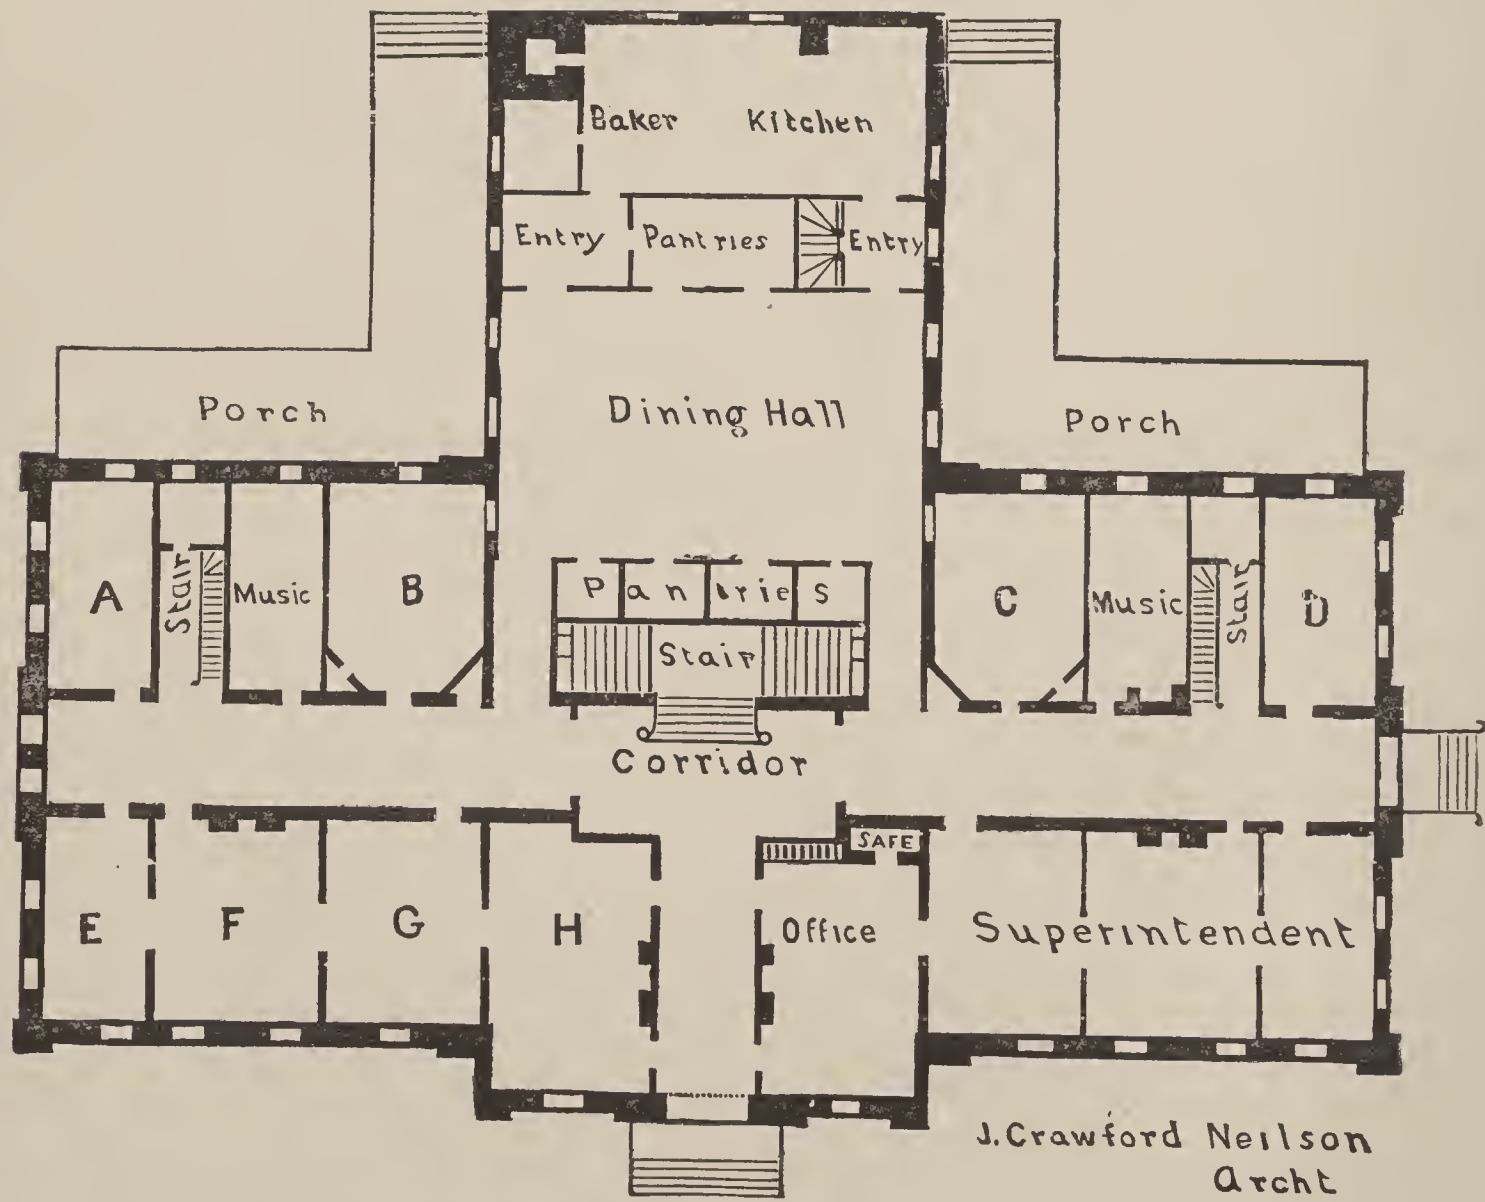 Baker Kitchen
Entry Pantries Entry
Porch Dining Hall Porch
A Stair Music B Pantries C Music Stair D
Stair
Corridor
SAFE
E F G H Office Superintendent
J. Crawford Neilson
Archt